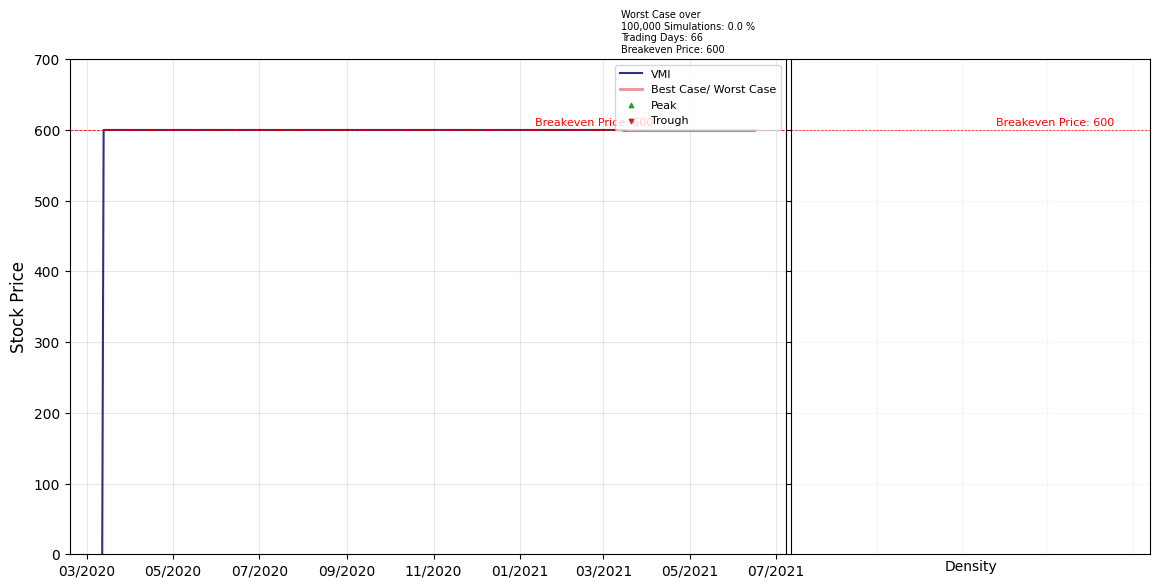 Worst Case over
100,000 Simulations: 0.0 %
Trading Days: 66
Breakeven Price: 600
VMI
Best Case/ Worst Case
Peak
Trough
Breakeven Price: 600
Breakeven Price: 600
Stock Price
700
600
500
400
300
200
100
0
03/2020 05/2020 07/2020 09/2020 11/2020 01/2021 03/2021 05/2021 07/2021
Density